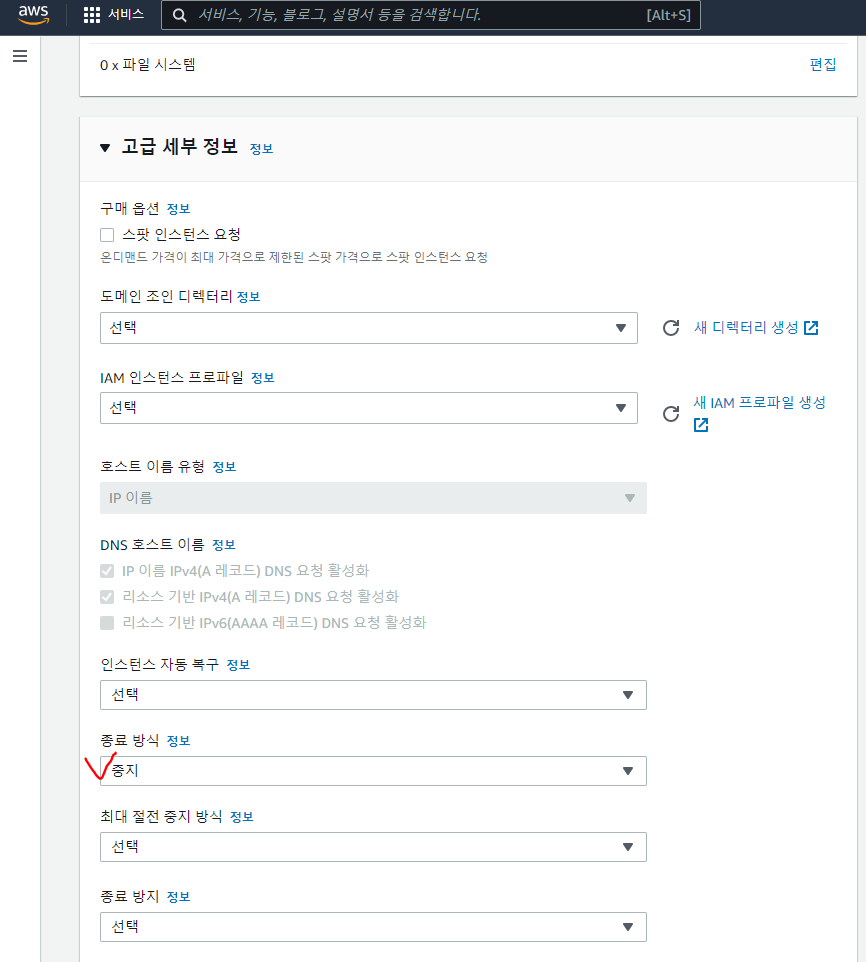 aws
서비스
서비스, 기능, 블로그, 설명서 등을 검색합니다.
[Alt+S]
0 x 파일 시스템
편집
고급 세부 정보 정보
구매 옵션 정보
스팟 인스턴스 요청
온디맨드 가격이 최대 가격으로 제한된 스팟 가격으로 스팟 인스턴스 요청
도메인 조인 디렉터리 정보
선택
새 디렉터리 생성
IAM 인스턴스 프로파일 정보
선택
새 IAM 프로파일 생성
호스트 이름 유형 정보
IP 이름
DNS 호스트 이름 정보
IP 이름 IPv4(A 레코드) DNS 요청 활성화
리소스 기반 IPv4(A 레코드) DNS 요청 활성화
리소스 기반 IPv6(AAAA 레코드) DNS 요청 활성화
인스턴스 자동 복구 정보
선택
종료 방식 정보
중지
최대 절전 중지 방식 정보
선택
종료 방지 정보
선택